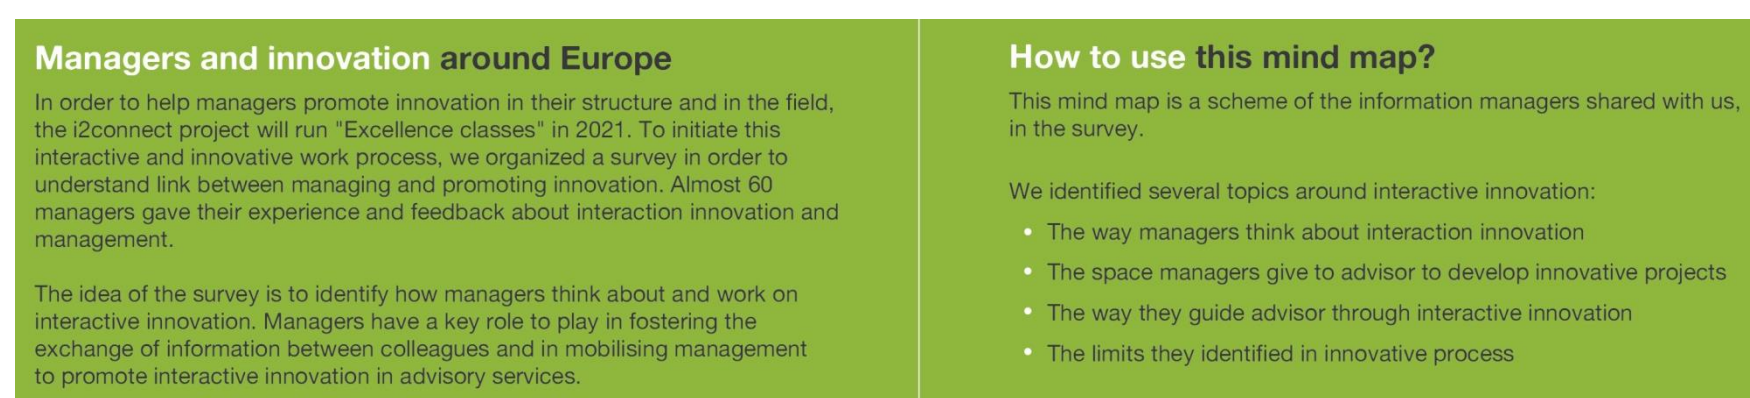 Managers and innovation around Europe
In order to help managers promote innovation in their structure and in the field,
the i2connect project will run "Excellence classes" in 2021. To initiate this
interactive and innovative work process, we organized a survey in order to
understand link between managing and promoting innovation. Almost 60
managers gave their experience and feedback about interaction innovation and
management.
The idea of the survey is to identify how managers think about and work on
interactive innovation. Managers have a key role to play in fostering the
exchange of information between colleagues and in mobilising management
to promote interactive innovation in advisory services.
How to use this mind map?
This mind map is a scheme of the information managers shared with us,
in the survey.
We identified several topics around interactive innovation:
• The way managers think about interaction innovation
• The space managers give to advisor to develop innovative projects
• The way they guide advisor through interactive innovation
• The limits they identified in innovative process